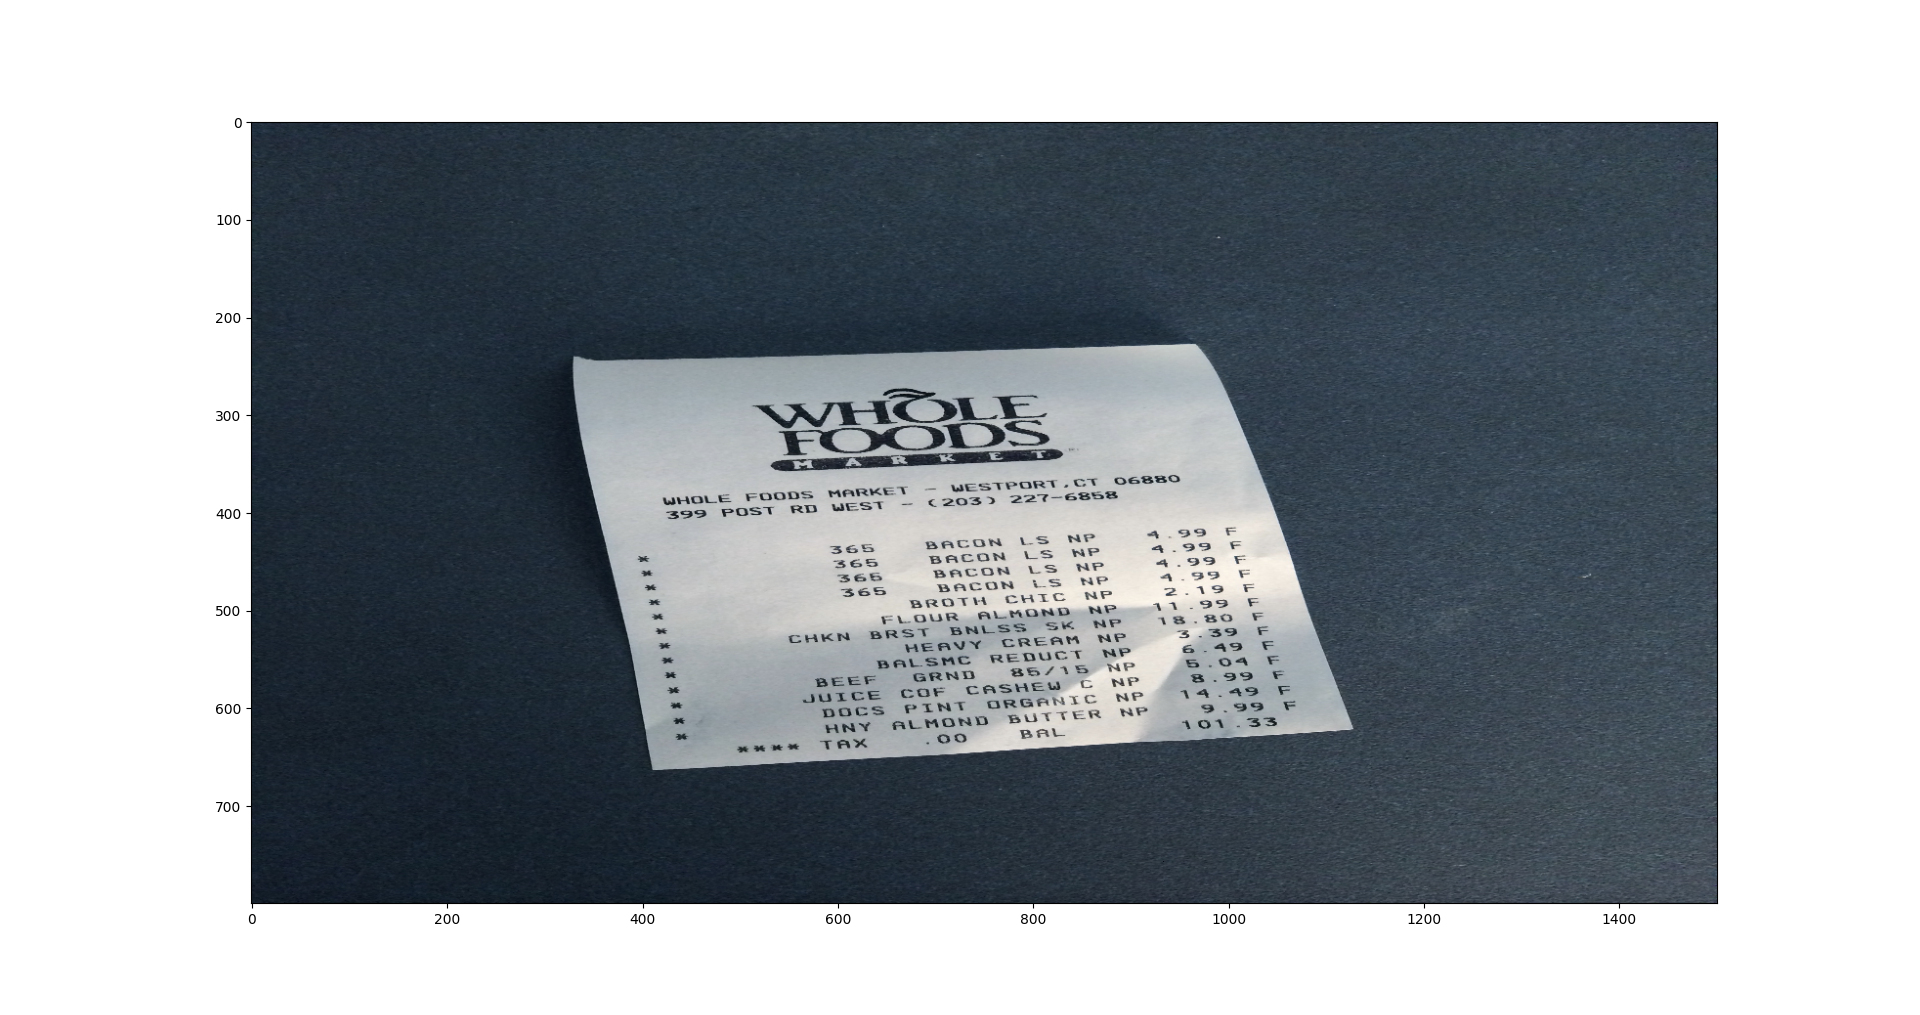 0
100
200
300
400
500
600
700
WHOLE
FOODS
MARKET
WHOLE FOODS MARKET - WESTPORT,CT 06880
399 POST RD WEST - (203) 227-6858
* 365 BACON LS NP 4.99 F
* 365 BACON LS NP 4.99 F
* 365 BACON LS NP 4.99 F
* 365 BACON LS NP 4.99 F
* BROTH CHIC NP 2.19 F
* FLOUR ALMOND NP 11.99 F
* CHKN BRST BNLSS SK NP 18.80 F
* HEAVY CREAM NP 3.39 F
* BALSMC REDUCT NP 6.49 F
* BEEF GRND 85/15 NP 5.04 F
* JUICE COF CASHEW C NP 8.99 F
* DOCS PINT ORGANIC NP 14.49 F
* HNY ALMOND BUTTER NP 9.99 F
**** TAX .00 BAL 101.33
0 200 400 600 800 1000 1200 1400